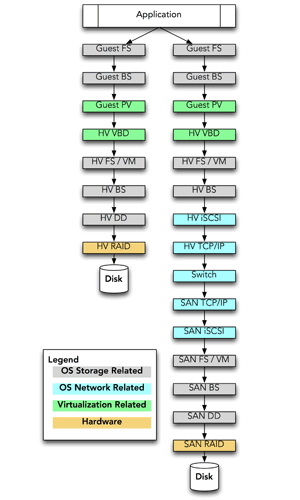 Application
Guest FS
Guest FS
Guest BS
Guest BS
Guest PV
Guest PV
HV VBD
HV VBD
HV FS / VM
HV FS / VM
HV BS
HV BS
HV DD
HV iSCSI
HV RAID
HV TCP/IP
Disk
Switch
SAN TCP/IP
SAN iSCSI
SAN FS / VM
SAN BS
SAN DD
SAN RAID
Disk
Legend
OS Storage Related
OS Network Related
Virtualization Related
Hardware